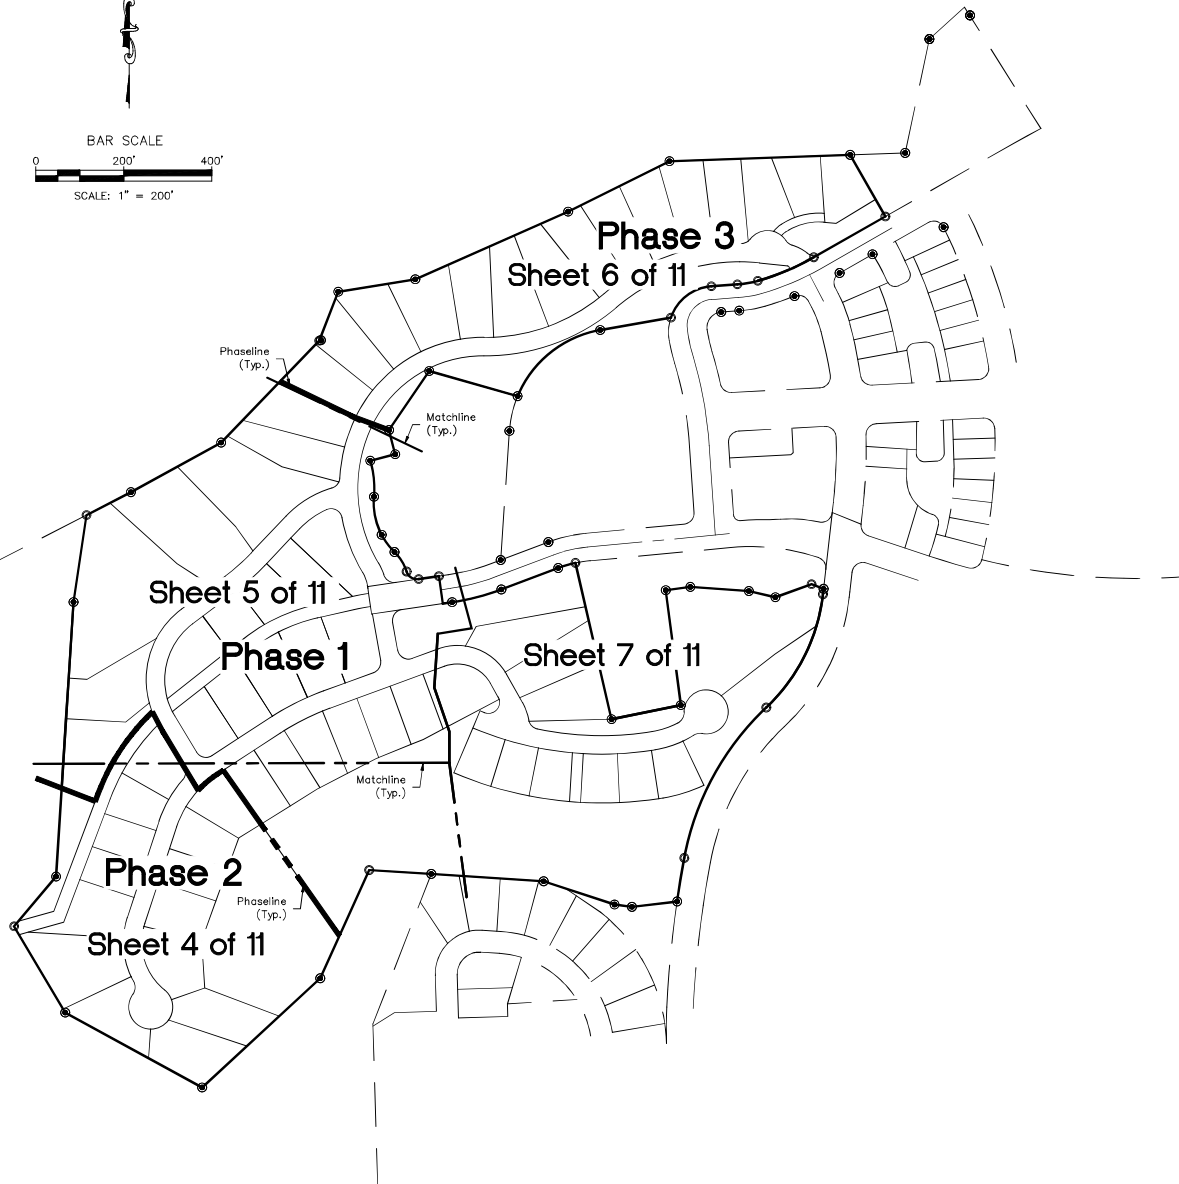 BAR SCALE
0 200' 400'
SCALE: 1" = 200'
Phase 3
Sheet 6 of 11
Phaseline
(Typ.)
Matchline
(Typ.)
Sheet 5 of 11
Phase 1
Sheet 7 of 11
Matchline
(Typ.)
Phase 2
Phaseline
(Typ.)
Sheet 4 of 11